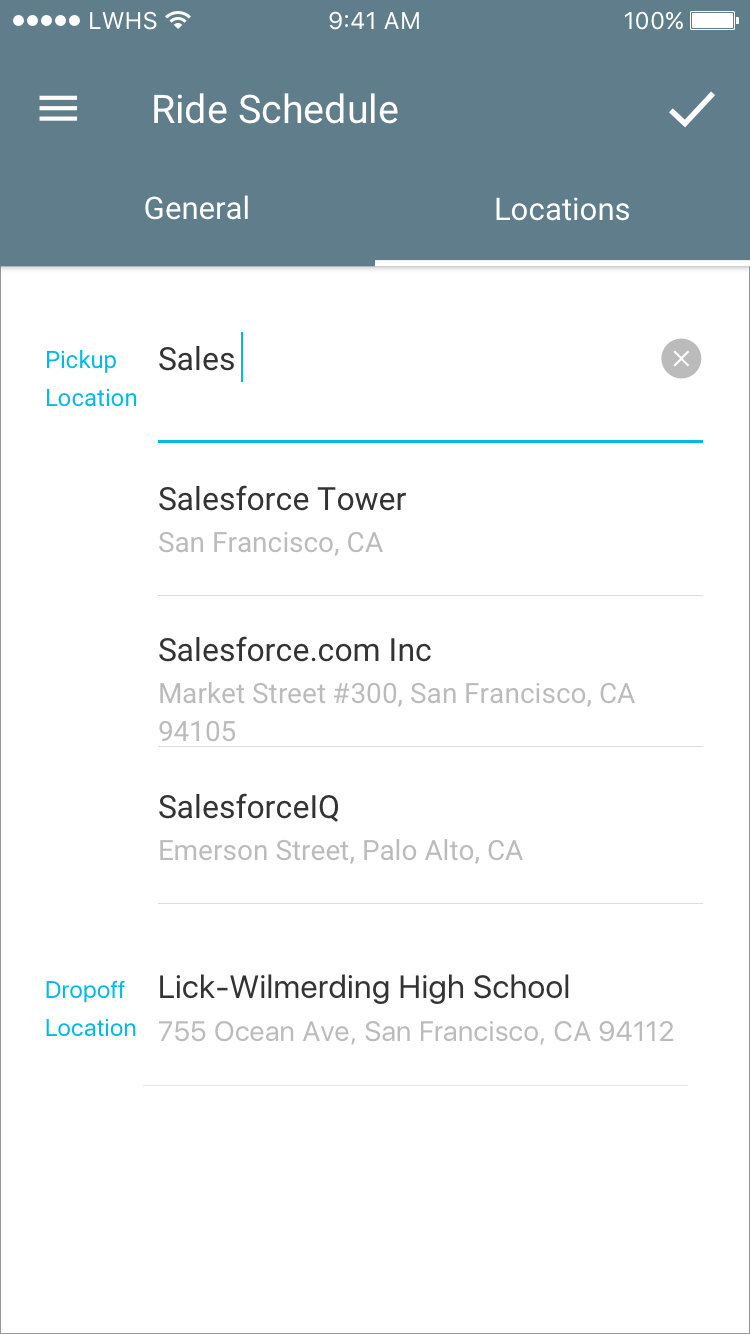 LWHS 9:41 AM 100%
Ride Schedule
General Locations
Pickup Location
Sales
Salesforce Tower
San Francisco, CA
Salesforce.com Inc
Market Street #300, San Francisco, CA
94105
SalesforceIQ
Emerson Street, Palo Alto, CA
Dropoff Location
Lick-Wilmerding High School
755 Ocean Ave, San Francisco, CA 94112